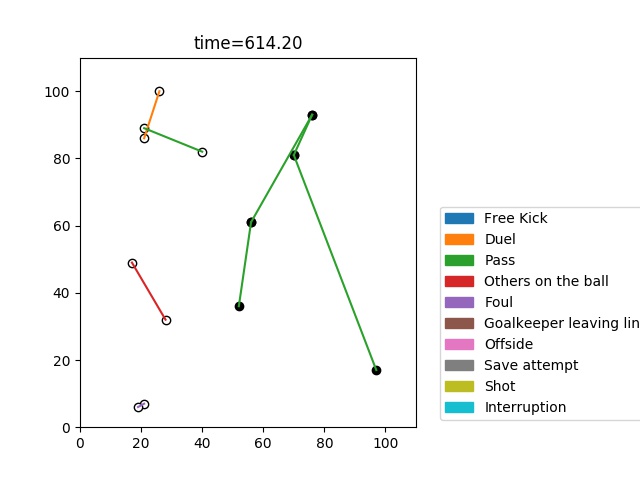 time=614.20
100
80
60
40
20
0
0 20 40 60 80 100
Free Kick
Duel
Pass
Others on the ball
Foul
Goalkeeper leaving lin
Offside
Save attempt
Shot
Interruption